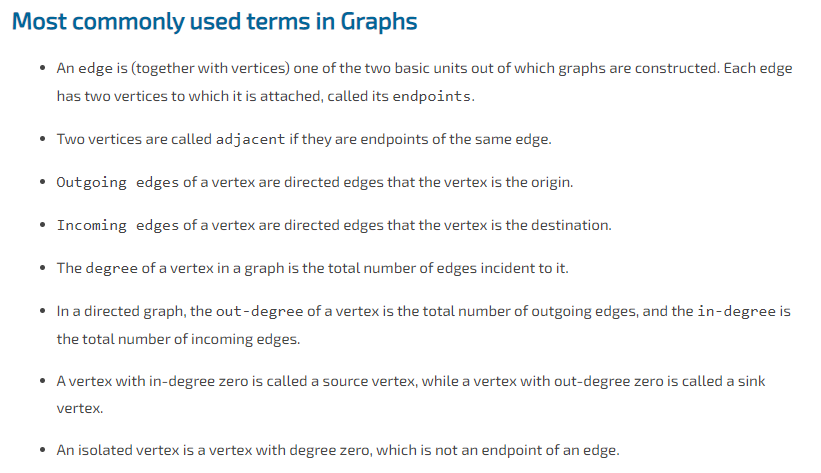 Most commonly used terms in Graphs
• An edge is (together with vertices) one of the two basic units out of which graphs are constructed. Each edge
has two vertices to which it is attached, called its endpoints.
• Two vertices are called adjacent if they are endpoints of the same edge.
• Outgoing edges of a vertex are directed edges that the vertex is the origin.
• Incoming edges of a vertex are directed edges that the vertex is the destination.
• The degree of a vertex in a graph is the total number of edges incident to it.
• In a directed graph, the out-degree of a vertex is the total number of outgoing edges, and the in-degree is
the total number of incoming edges.
• A vertex with in-degree zero is called a source vertex, while a vertex with out-degree zero is called a sink
vertex.
• An isolated vertex is a vertex with degree zero, which is not an endpoint of an edge.